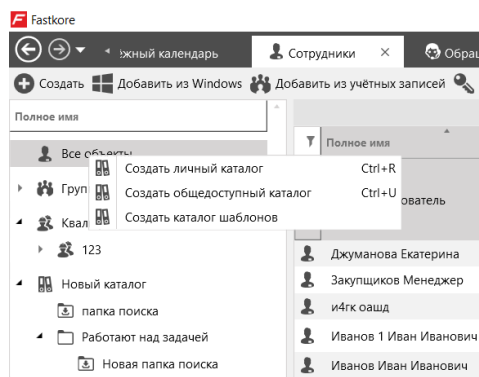 Fastkore
жный календарь
Сотрудники
×
Обращ
Создать
Добавить из Windows
Добавить из учётных записей
Полное имя
Полное имя
Все объекты
Создать личный каталог Ctrl+R
Груп
Создать общедоступный каталог Ctrl+U
ователь
Квал
Создать каталог шаблонов
123
Джуманова Екатерина
Новый каталог
Закупщиков Менеджер
папка поиска
и4гк оашд
Работают над задачей
Иванов 1 Иван Иванович
Новая папка поиска
Иванов Иван Иванович